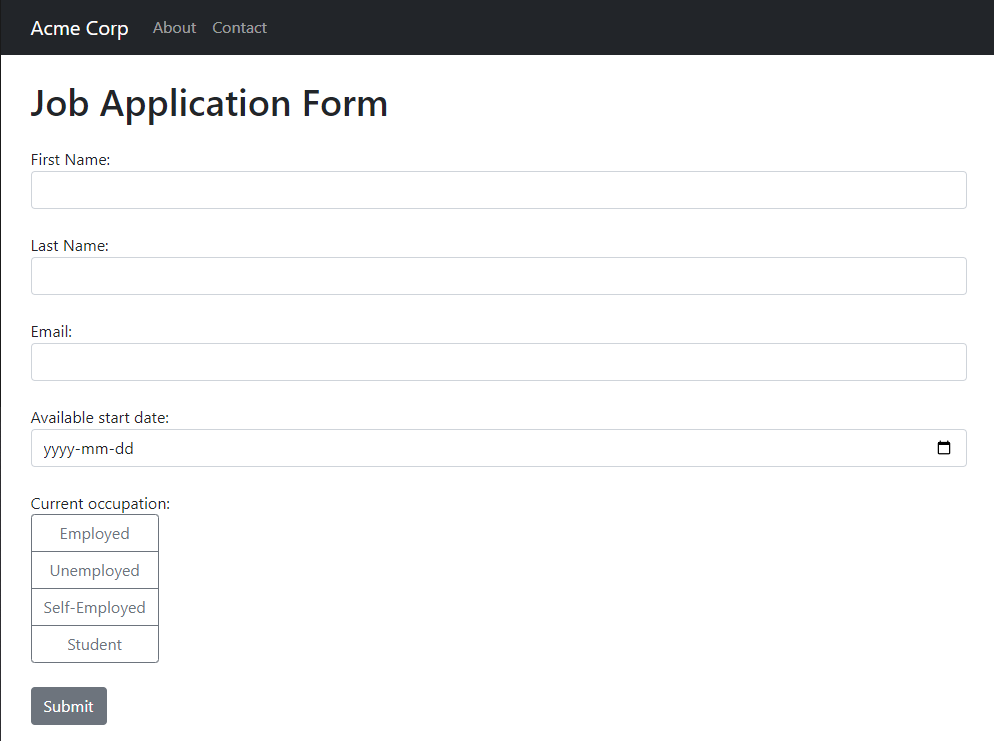 Acme Corp About Contact
Job Application Form
First Name:
Last Name:
Email:
Available start date:
yyyy-mm-dd
Current occupation:
Employed
Unemployed
Self-Employed
Student
Submit